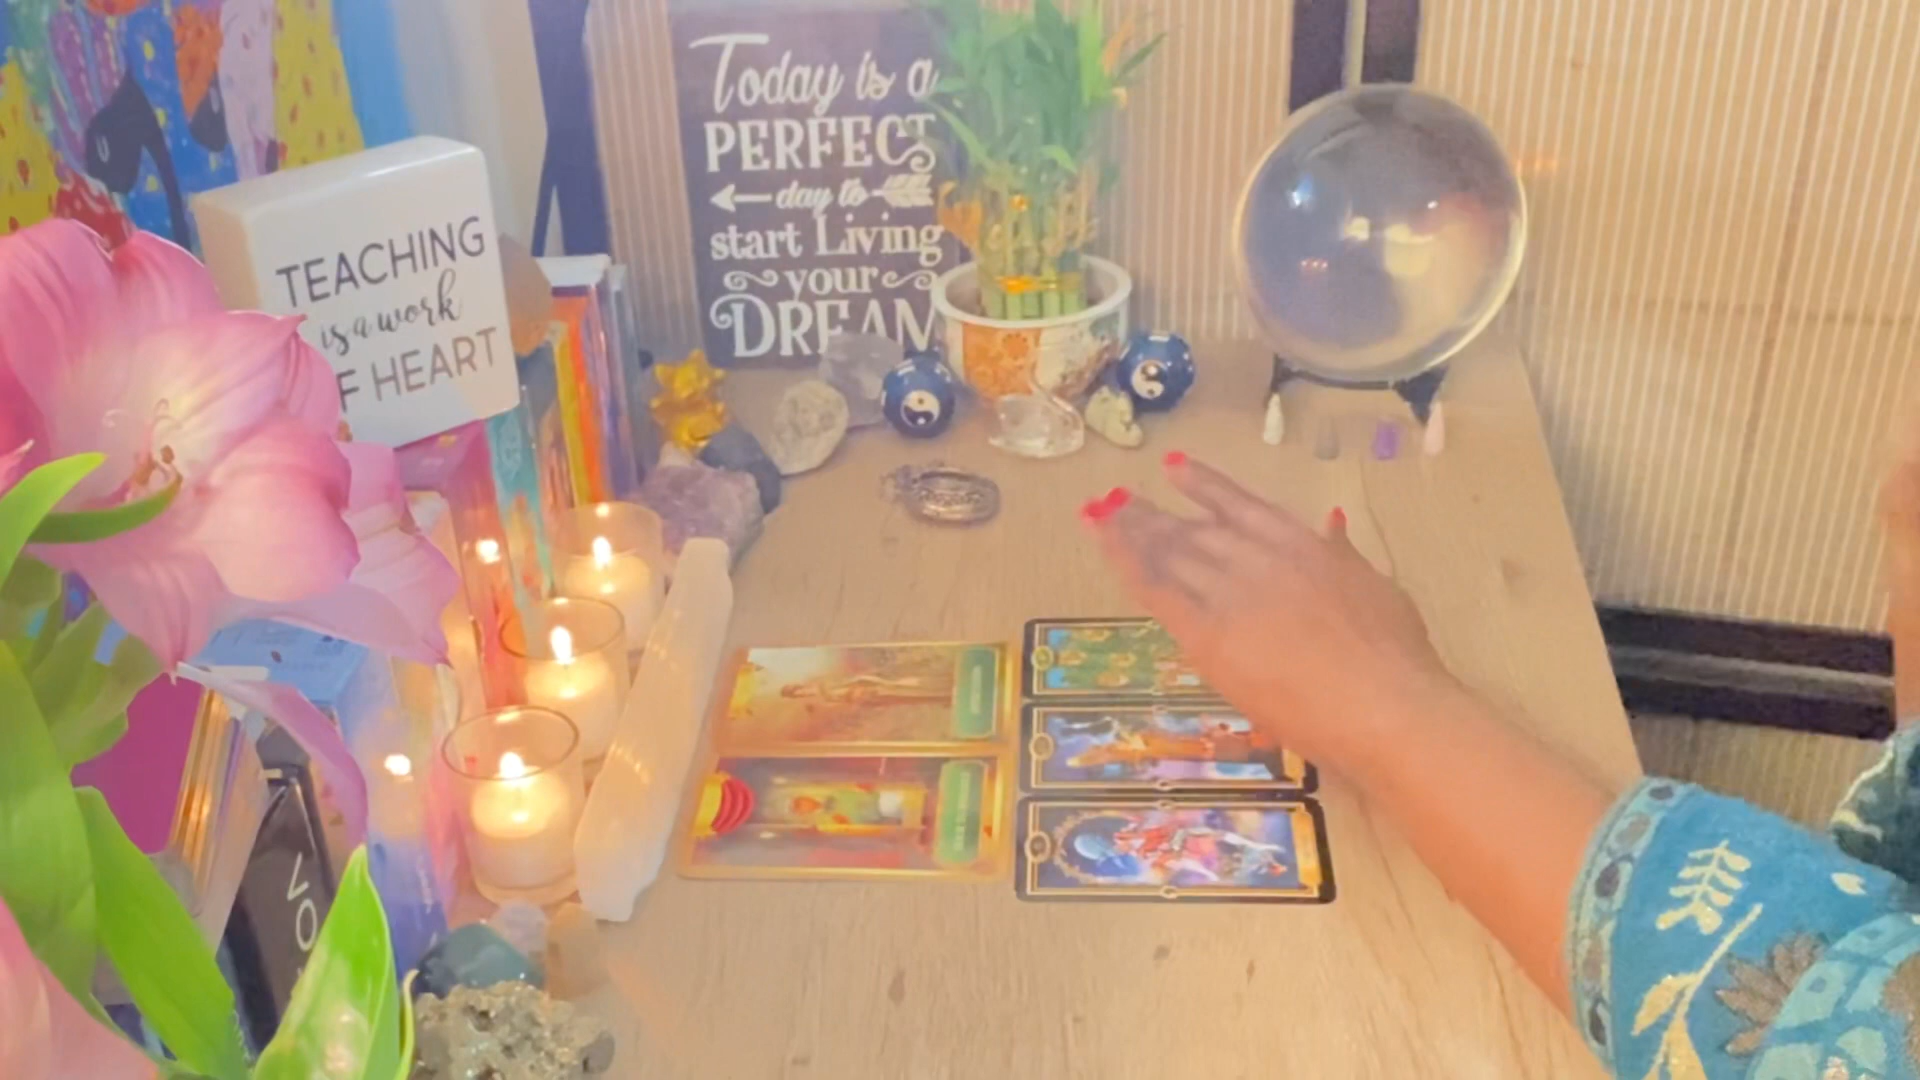 Today is a
PERFECT
day to
start Living
your
DREAM
TEACHING
is a work
F HEART